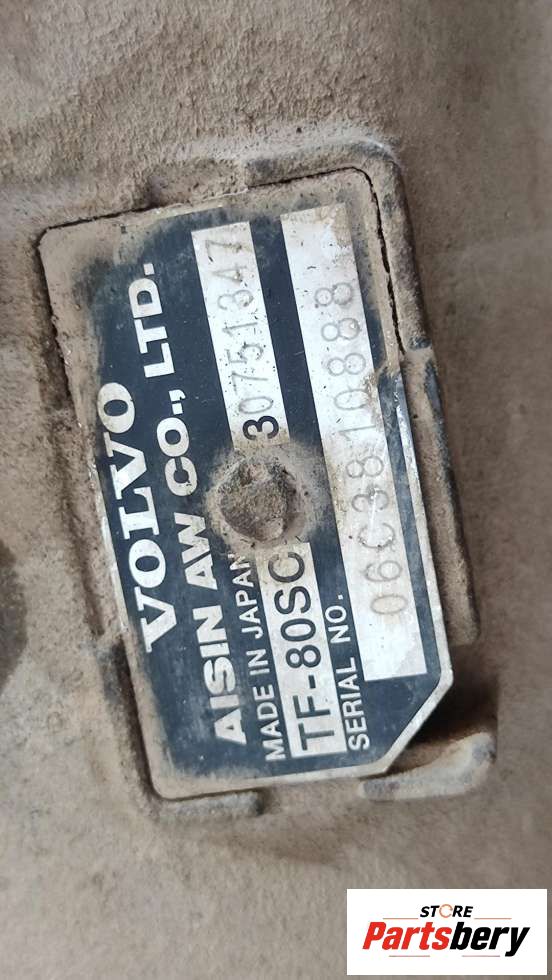 VOLVO
AISIN AW CO., LTD.
MADE IN JAPAN 30751347
TF-80SC
SERIAL NO. 06C3810888
STORE
Partsbery